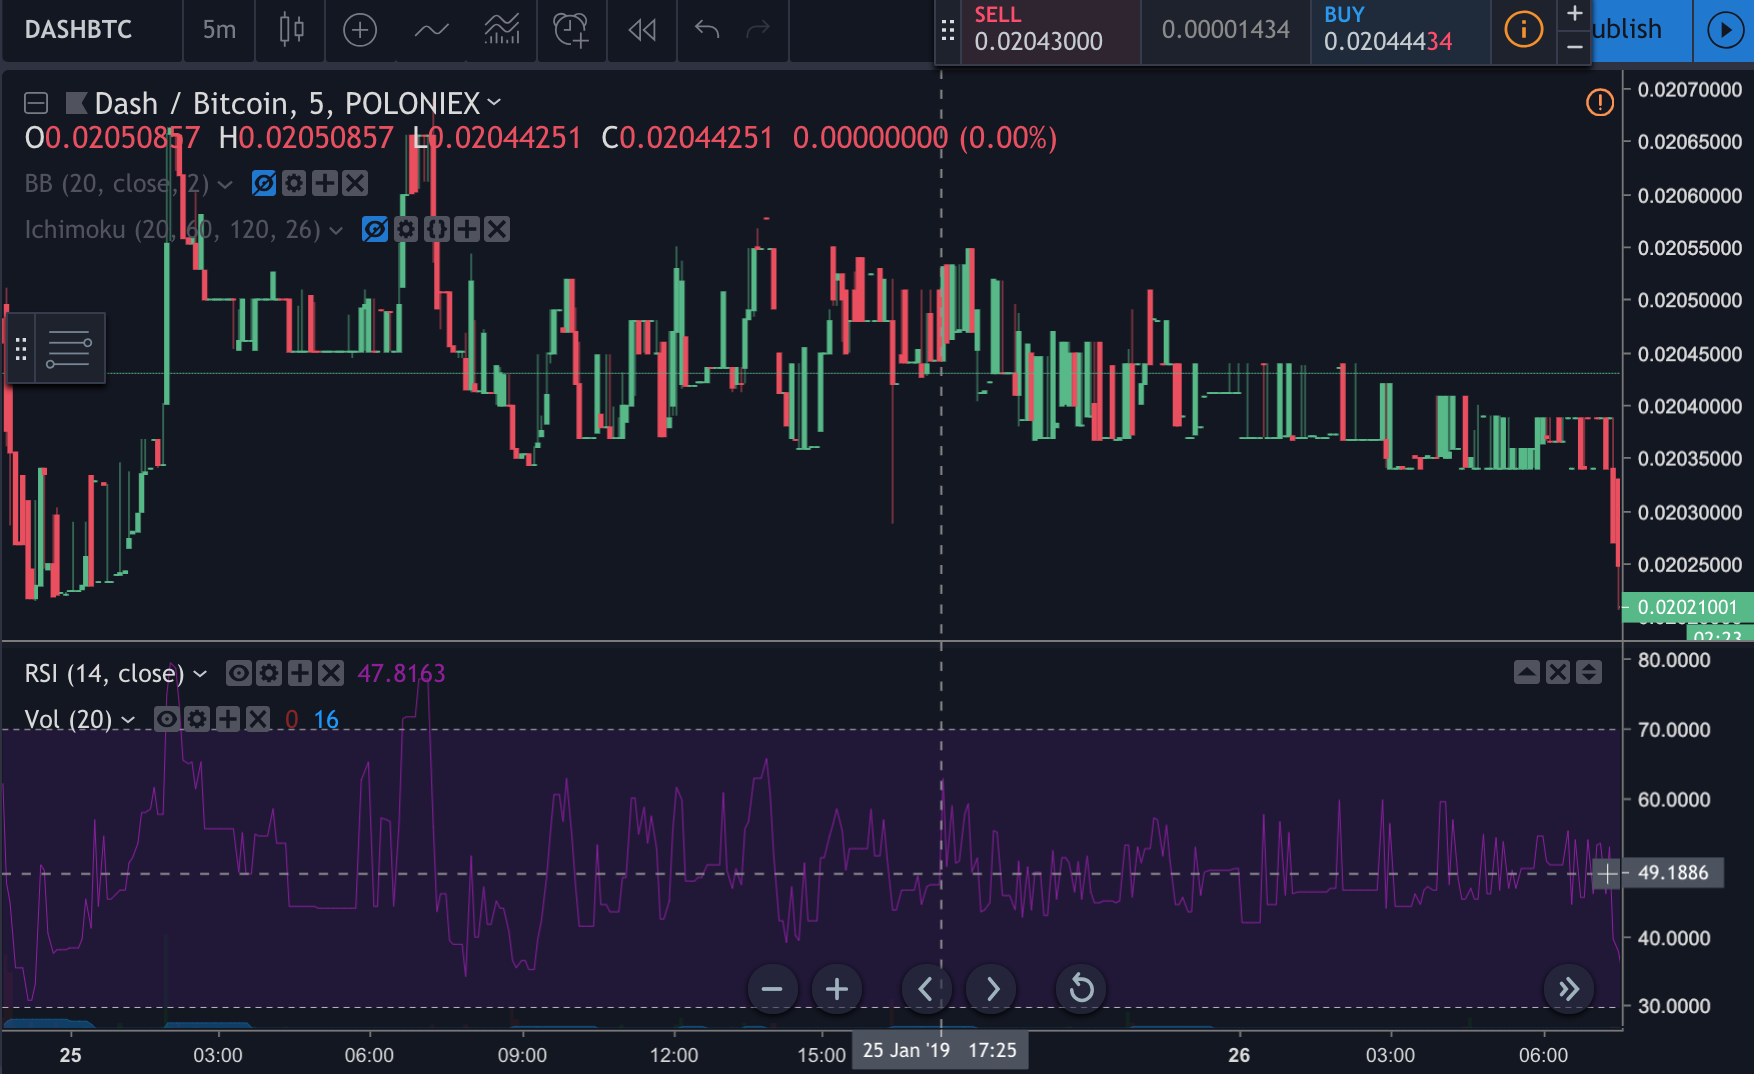 DASHBTC 5m SELL 0.02043000 0.00001434 BUY 0.02044434 ublish
Dash / Bitcoin, 5, POLONIEX
O0.02050857 H0.02050857 L0.02044251 C0.02044251 0.00000000 (0.00%)
BB (20, close, 2)
Ichimoku (20, 60, 120, 26)
0.02070000
0.02065000
0.02060000
0.02055000
0.02050000
0.02045000
0.02040000
0.02035000
0.02030000
0.02025000
0.02021001
02:23
RSI (14, close) 47.8163
Vol (20) 0 16
80.0000
70.0000
60.0000
49.1886
40.0000
30.0000
25 03:00 06:00 09:00 12:00 15:00 25 Jan '19 17:25 26 03:00 06:00